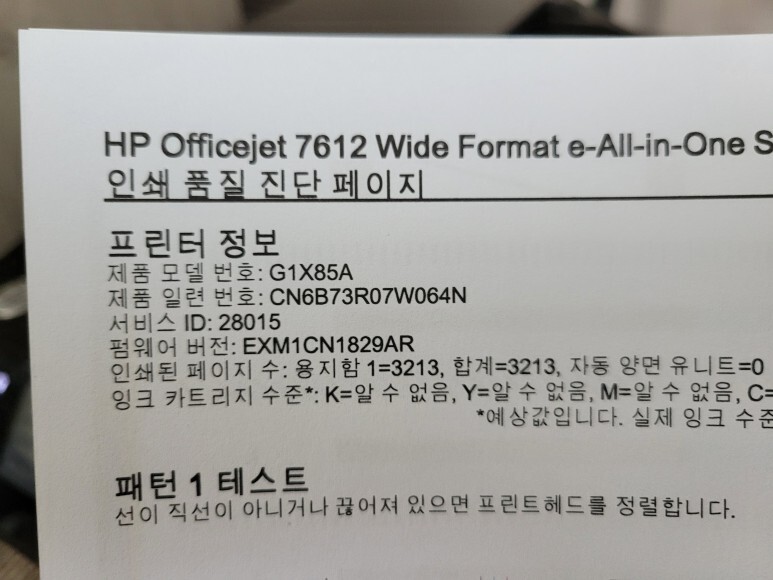 HP Officejet 7612 Wide Format e-All-in-One S
인쇄 품질 진단 페이지
프린터 정보
제품 모델 번호: G1X85A
제품 일련 번호: CN6B73R07W064N
서비스 ID: 28015
펌웨어 버전: EXM1CN1829AR
인쇄된 페이지 수: 용지함 1=3213, 합계=3213, 자동 양면 유니트=0
잉크 카트리지 수준*: K=알 수 없음, Y=알 수 없음, M=알 수 없음, C=
*예상값입니다. 실제 잉크 수준
패턴 1 테스트
선이 직선이 아니거나 끊어져 있으면 프린트헤드를 정렬합니다.